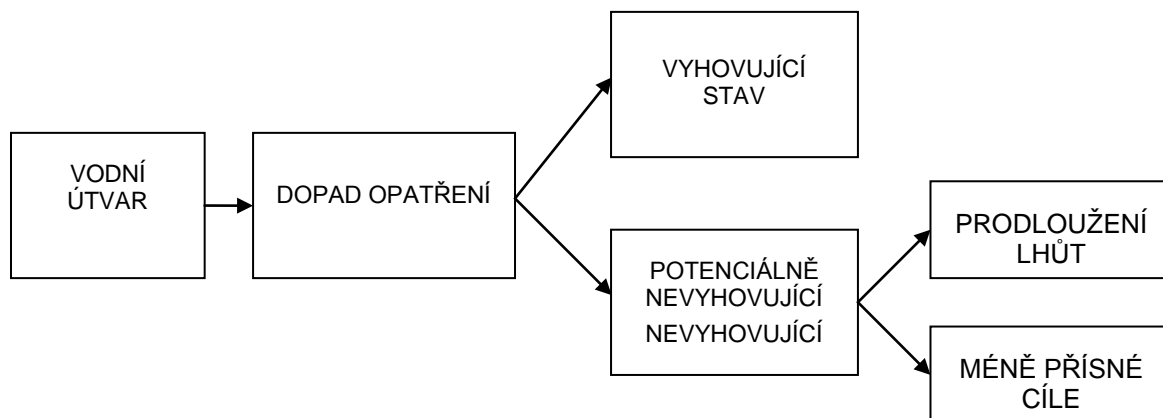 VYHOVUJÍCÍ
STAV
VODNÍ
ÚTVAR
DOPAD OPATŘENÍ
POTENCIÁLNĚ
NEVYHOVUJÍCÍ
NEVYHOVUJÍCÍ
PRODLOUŽENÍ
LHŮT
MÉNĚ PŘÍSNÉ
CÍLE